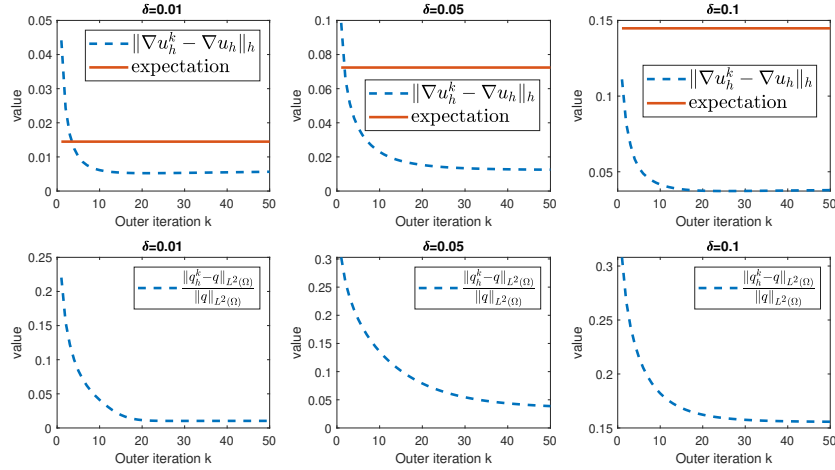 δ=0.01
0.05
0.04
0.03
0.02
0.01
0
value
‖∇u_h^k − ∇u_h‖_h
expectation
0 10 20 30 40 50
Outer iteration k
δ=0.05
0.1
0.08
0.06
0.04
0.02
0
value
‖∇u_h^k − ∇u_h‖_h
expectation
0 10 20 30 40 50
Outer iteration k
δ=0.1
0.15
0.1
0.05
value
‖∇u_h^k − ∇u_h‖_h
expectation
0 10 20 30 40 50
Outer iteration k
δ=0.01
0.25
0.2
0.15
0.1
0.05
0
value
‖q_h^k−q‖_{L²(Ω)}
‖q‖_{L²(Ω)}
0 10 20 30 40 50
Outer iteration k
δ=0.05
0.3
0.2
0.1
0
value
‖q_h^k−q‖_{L²(Ω)}
‖q‖_{L²(Ω)}
0 10 20 30 40 50
Outer iteration k
δ=0.1
0.3
0.25
0.2
0.15
value
‖q_h^k−q‖_{L²(Ω)}
‖q‖_{L²(Ω)}
0 10 20 30 40 50
Outer iteration k